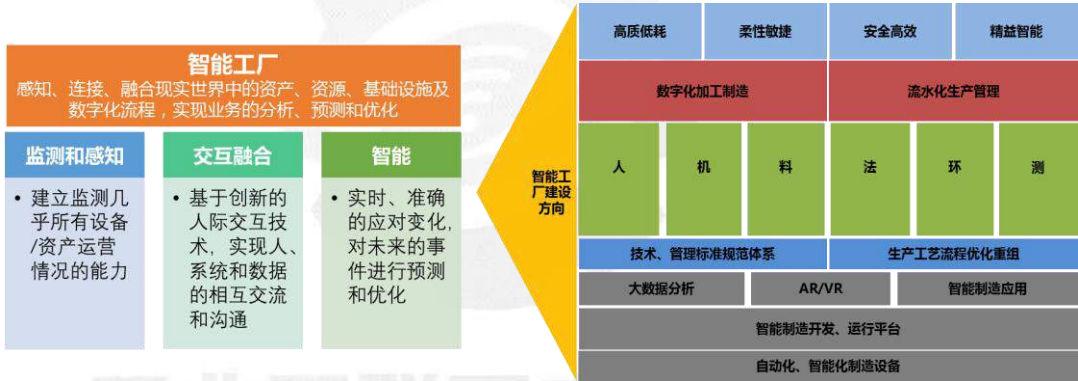 智能工厂
感知、连接、融合现实世界中的资产、资源、基础设施及
数字化流程，实现业务的分析、预测和优化
监测和感知
• 建立监测几
乎所有设备
/资产运营
情况的能力
交互融合
• 基于创新的
人际交互技
术，实现人、
系统和数据
的相互交流
和沟通
智能
• 实时、准确
的应对变化，
对未来的事
件进行预测
和优化
智能工
厂建设
方向
高质低耗
柔性敏捷
安全高效
精益智能
数字化加工制造
流水化生产管理
人
机
料
法
环
测
技术、管理标准规范体系
生产工艺流程优化重组
大数据分析
AR/VR
智能制造应用
智能制造开发、运行平台
自动化、智能化制造设备